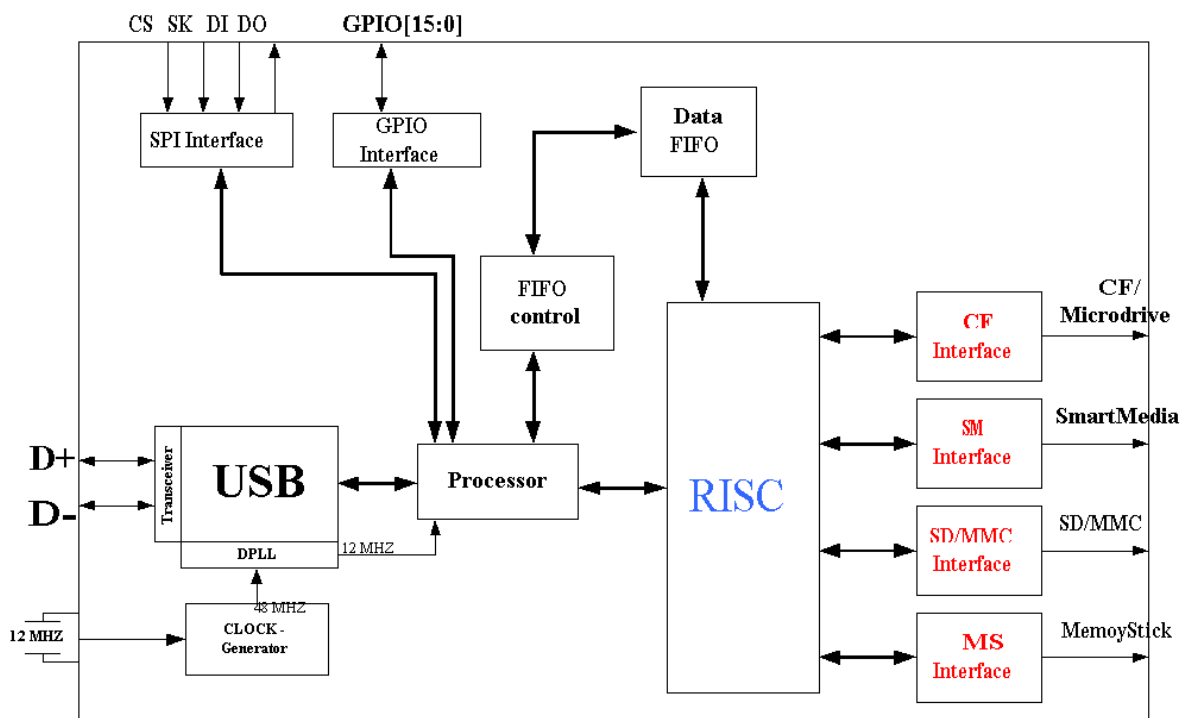 CS SK DI DO
GPIO[15:0]
SPI Interface
GPIO
Interface
Data
FIFO
FIFO
control
CF/
Microdrive
CF
Interface
SmartMedia
SM
Interface
D+
D-
Transceiver
USB
Processor
RISC
SD/MMC
SD/MMC
Interface
DPLL
12 MHZ
48 MHZ
12 MHZ
CLOCK -
Generator
MemoyStick
MS
Interface